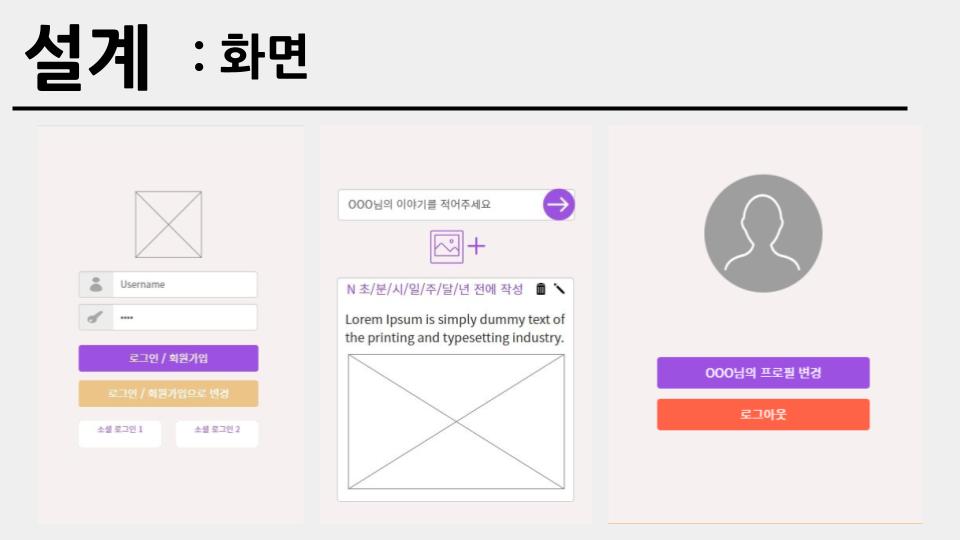 설계 : 화면
Username
로그인 / 회원가입
로그인 / 회원가입으로 변경
소셜 로그인 1
소셜 로그인 2
OOO님의 이야기를 적어주세요
N 초/분/시/일/주/달/년 전에 작성
Lorem Ipsum is simply dummy text of
the printing and typesetting industry.
OOO님의 프로필 변경
로그아웃